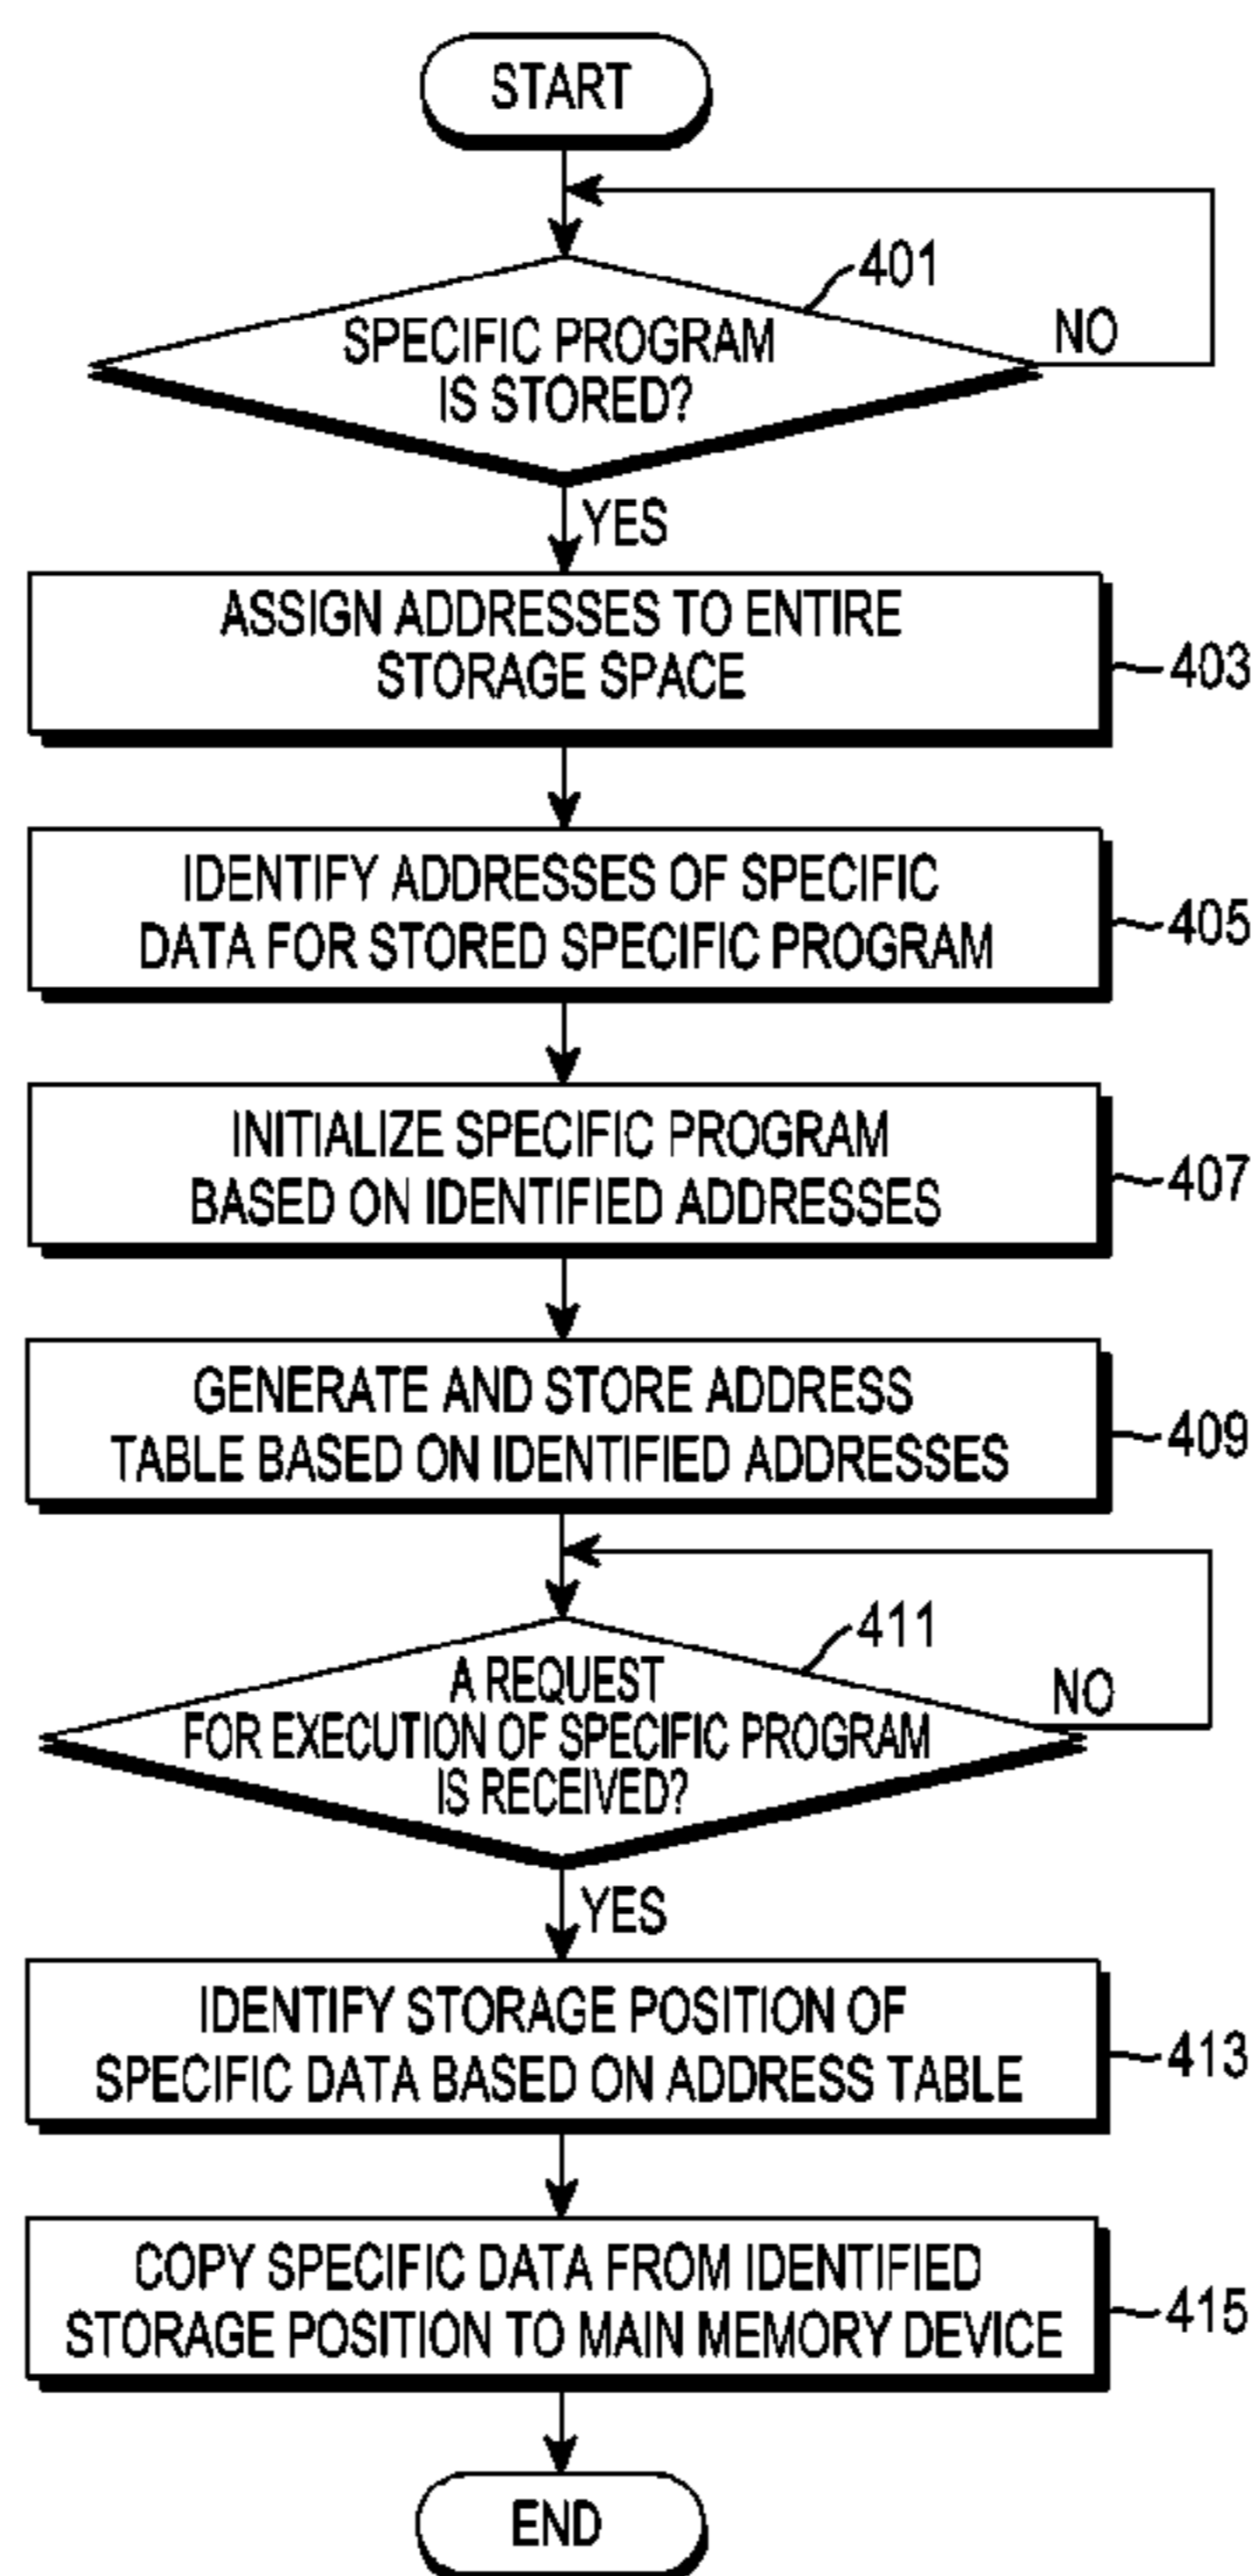 START
401
SPECIFIC PROGRAM
IS STORED?
NO
YES
ASSIGN ADDRESSES TO ENTIRE
STORAGE SPACE
403
IDENTIFY ADDRESSES OF SPECIFIC
DATA FOR STORED SPECIFIC PROGRAM
405
INITIALIZE SPECIFIC PROGRAM
BASED ON IDENTIFIED ADDRESSES
407
GENERATE AND STORE ADDRESS
TABLE BASED ON IDENTIFIED ADDRESSES
409
411
A REQUEST
FOR EXECUTION OF SPECIFIC PROGRAM
IS RECEIVED?
NO
YES
IDENTIFY STORAGE POSITION OF
SPECIFIC DATA BASED ON ADDRESS TABLE
413
COPY SPECIFIC DATA FROM IDENTIFIED
STORAGE POSITION TO MAIN MEMORY DEVICE
415
END